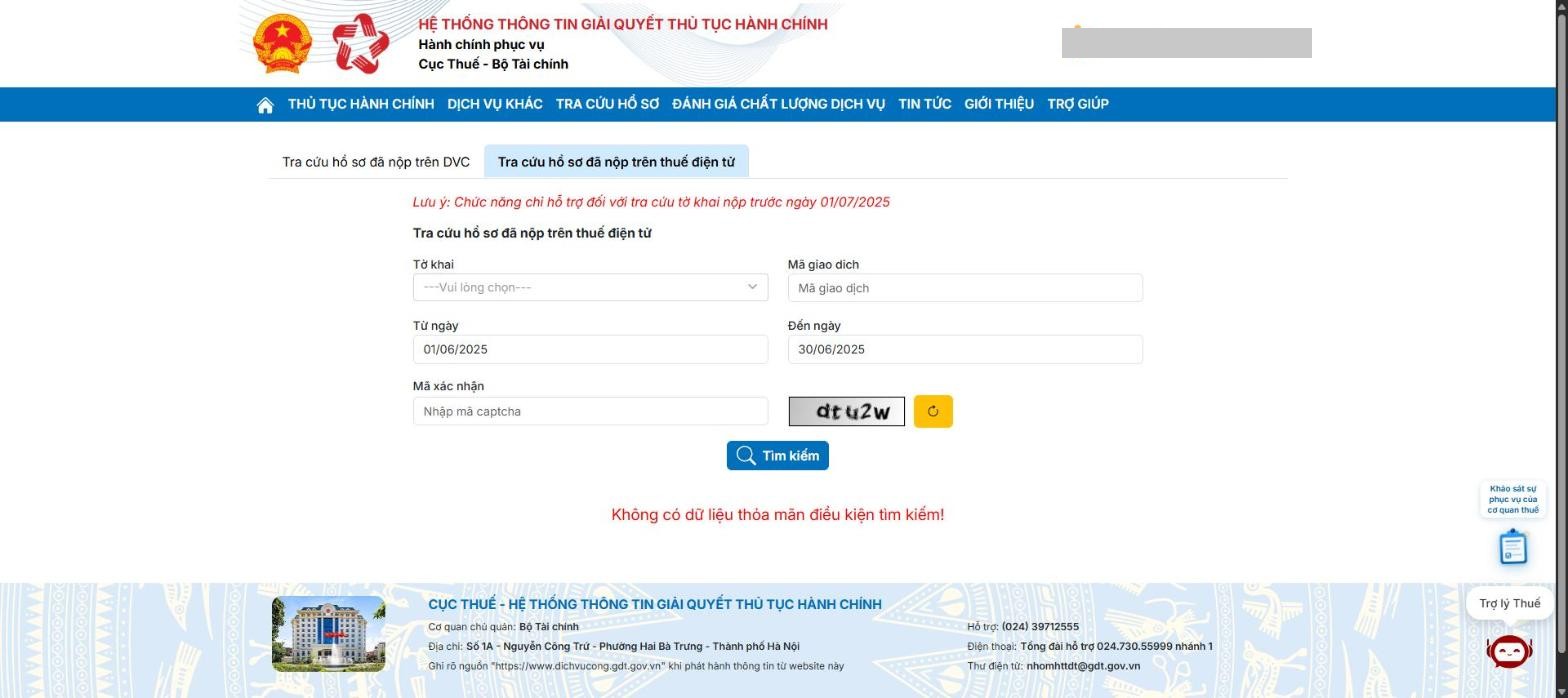 HỆ THỐNG THÔNG TIN GIẢI QUYẾT THỦ TỤC HÀNH CHÍNH
Hành chính phục vụ
Cục Thuế - Bộ Tài chính
THỦ TỤC HÀNH CHÍNH DỊCH VỤ KHÁC TRA CỨU HỒ SƠ ĐÁNH GIÁ CHẤT LƯỢNG DỊCH VỤ TIN TỨC GIỚI THIỆU TRỢ GIÚP
Tra cứu hồ sơ đã nộp trên DVC Tra cứu hồ sơ đã nộp trên thuế điện tử
Lưu ý: Chức năng chỉ hỗ trợ đối với tra cứu tờ khai nộp trước ngày 01/07/2025
Tra cứu hồ sơ đã nộp trên thuế điện tử
Tờ khai Mã giao dich
---Vui lòng chọn--- Mã giao dịch
Từ ngày Đến ngày
01/06/2025 30/06/2025
Mã xác nhận
Nhập mã captcha dtu2w
Tìm kiếm
Không có dữ liệu thỏa mãn điều kiện tìm kiếm!
Khảo sát sự
phục vụ của
cơ quan thuế
Trợ lý Thuế
CỤC THUẾ - HỆ THỐNG THÔNG TIN GIẢI QUYẾT THỦ TỤC HÀNH CHÍNH
Cơ quan chủ quản: Bộ Tài chính Hỗ trợ: (024) 39712555
Địa chỉ: Số 1A - Nguyễn Công Trứ - Phường Hai Bà Trưng - Thành phố Hà Nội Điện thoại: Tổng đài hỗ trợ 024.730.55999 nhánh 1
Ghi rõ nguồn "https://www.dichvucong.gdt.gov.vn" khi phát hành thông tin từ website này Thư điện tử: nhomhttdt@gdt.gov.vn